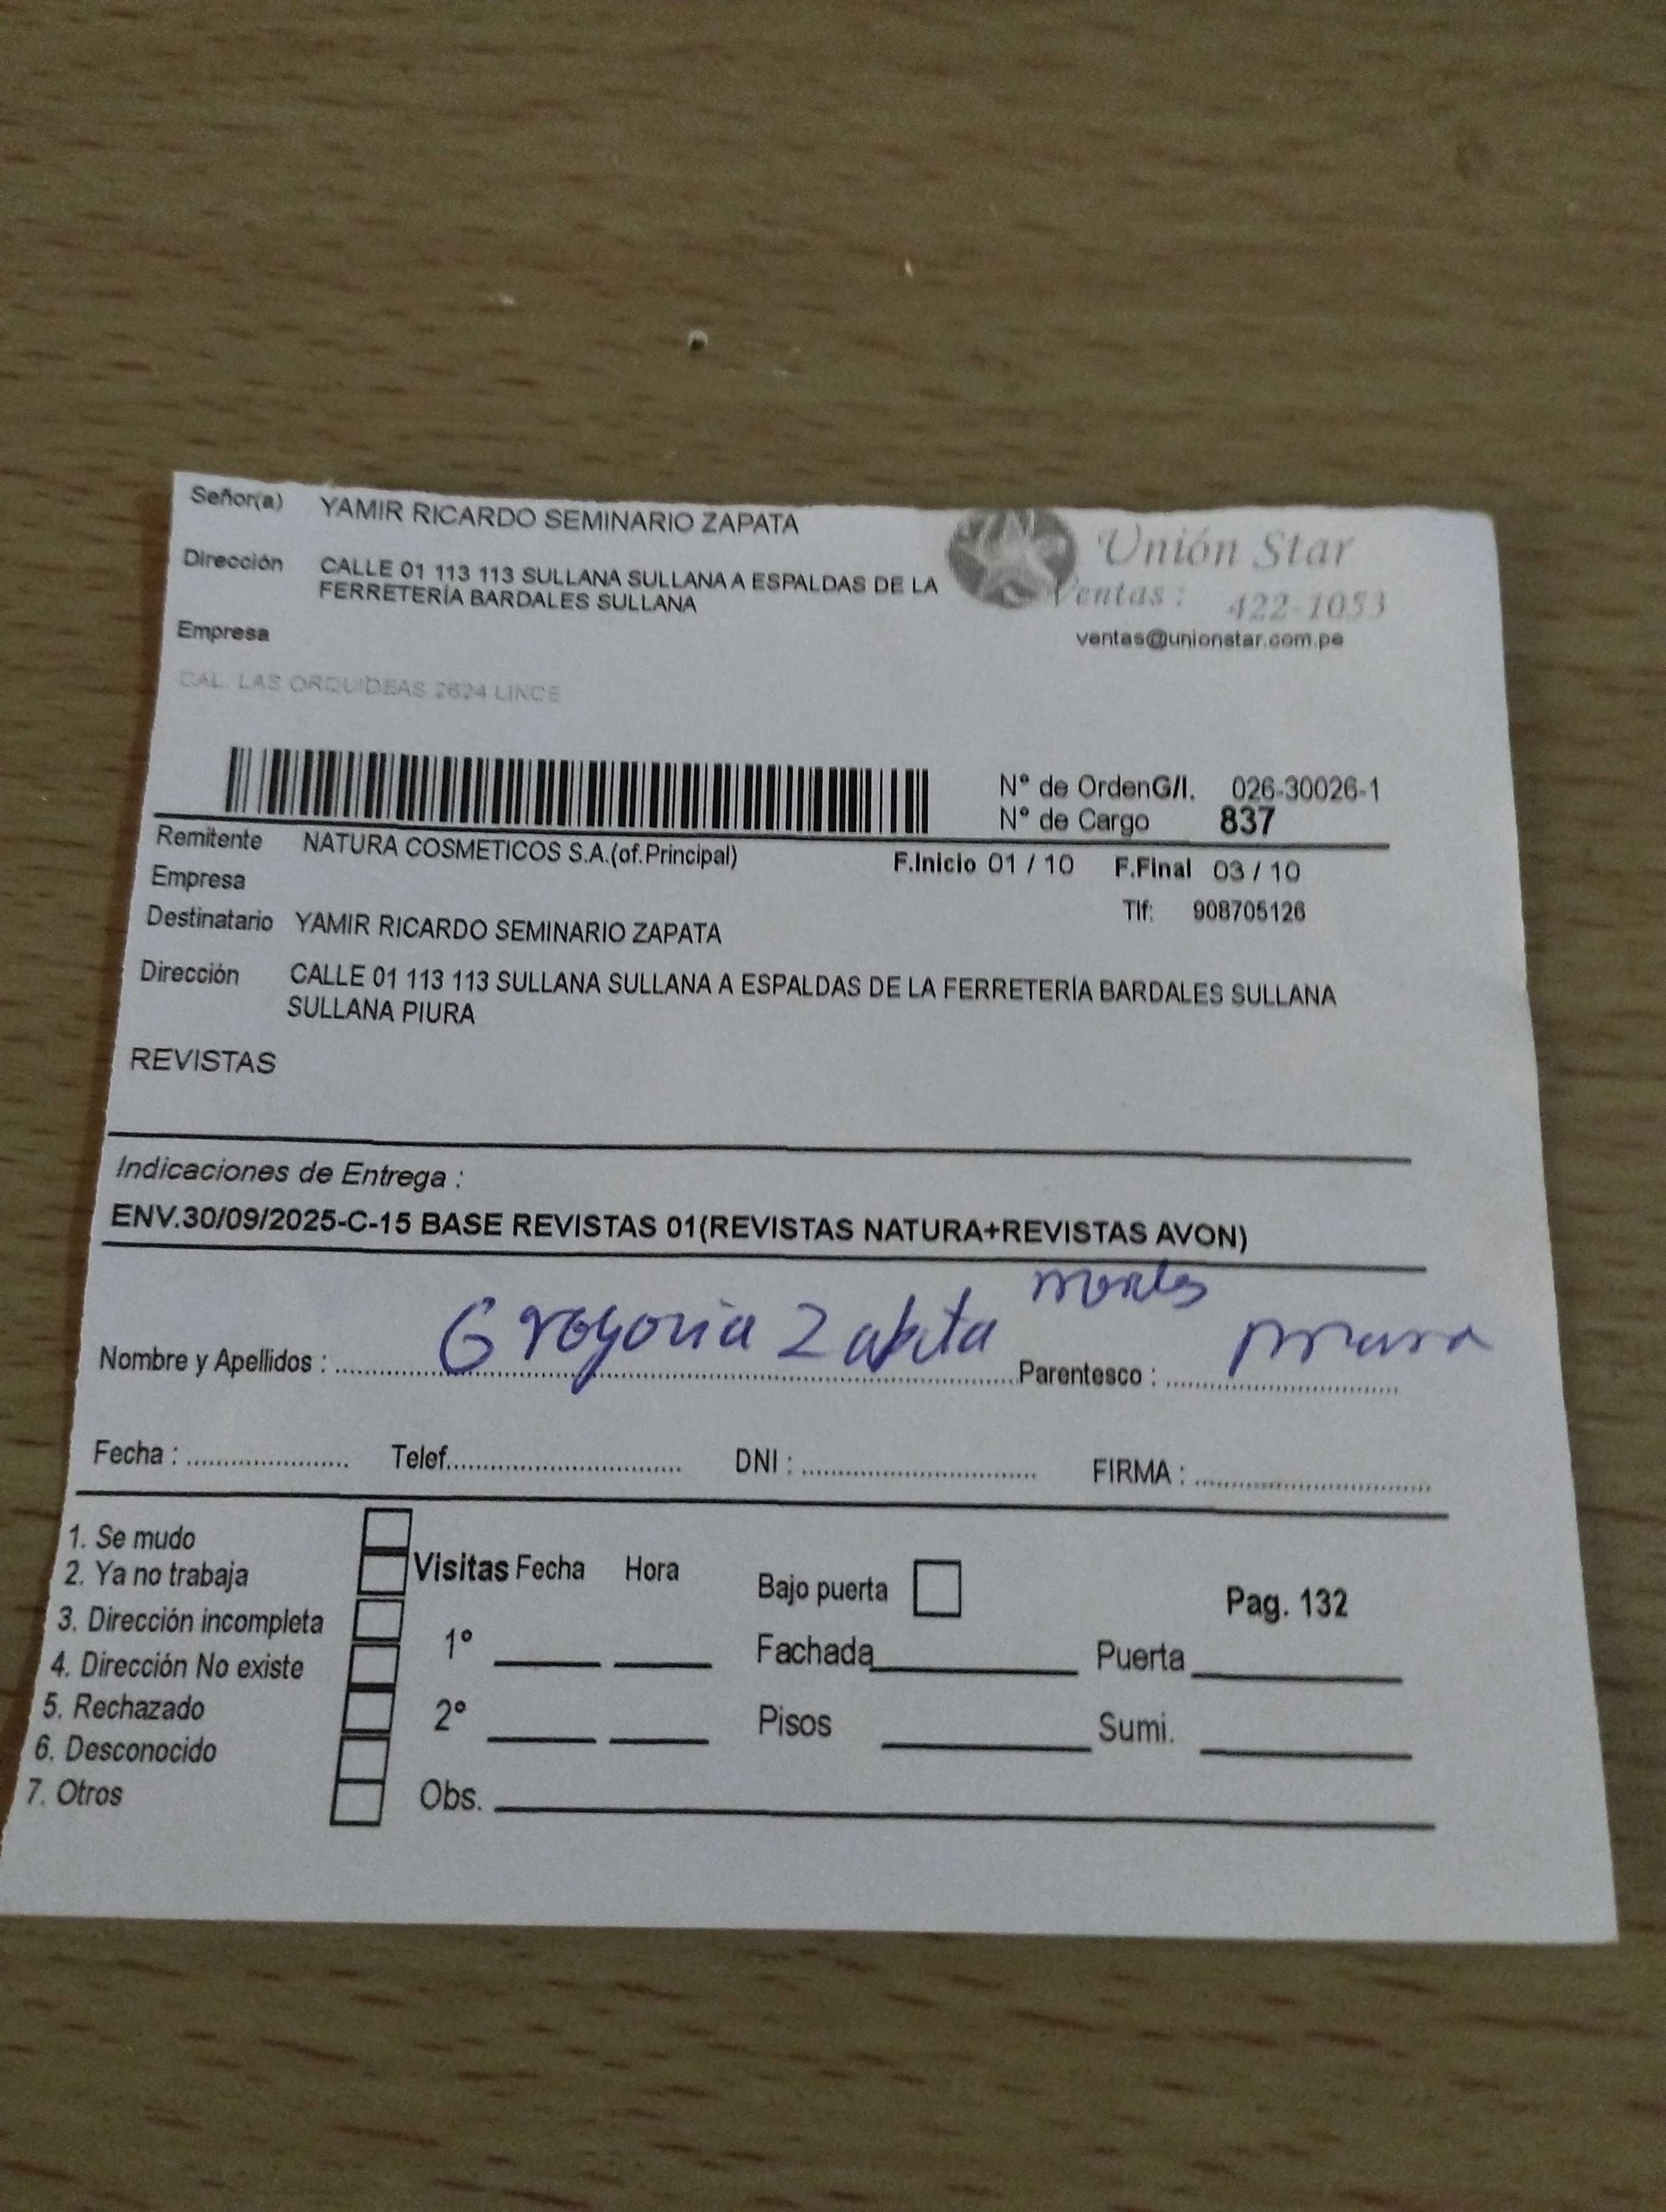 Señor(a) YAMIR RICARDO SEMINARIO ZAPATA
Unión Star
Dirección CALLE 01 113 113 SULLANA SULLANA A ESPALDAS DE LA
FERRETERÍA BARDALES SULLANA
Ventas : 422-1053
Empresa
ventas@unionstar.com.pe
CAL. LAS ORQUIDEAS 2624 LINCE
N° de OrdenG/I. 026-30026-1
N° de Cargo 837
Remitente NATURA COSMETICOS S.A.(of.Principal)
F.Inicio 01 / 10 F.Final 03 / 10
Empresa
Tlf: 908705126
Destinatario YAMIR RICARDO SEMINARIO ZAPATA
Dirección CALLE 01 113 113 SULLANA SULLANA A ESPALDAS DE LA FERRETERÍA BARDALES SULLANA
SULLANA PIURA
REVISTAS
Indicaciones de Entrega :
ENV.30/09/2025-C-15 BASE REVISTAS 01(REVISTAS NATURA+REVISTAS AVON)
Nombre y Apellidos : Gregoria Zapata Parentesco :
Fecha : Telef. DNI : FIRMA :
1. Se mudo
2. Ya no trabaja
3. Dirección incompleta
4. Dirección No existe
5. Rechazado
6. Desconocido
7. Otros
Visitas Fecha Hora
1°
2°
Obs.
Bajo puerta
Pag. 132
Fachada Puerta
Pisos Sumi.